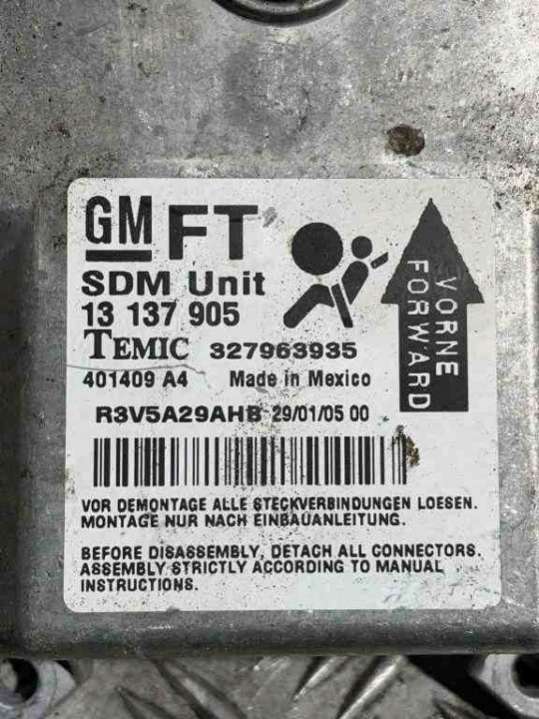 GM FT
SDM Unit
13 137 905
TEMIC 327963935
401409 A4 Made in Mexico
R3V5A29AHB 29/01/05 00
VORNE
FORWARD
VOR DEMONTAGE ALLE STECKVERBINDUNGEN LOESEN.
MONTAGE NUR NACH EINBAUANLEITUNG.
BEFORE DISASSEMBLY, DETACH ALL CONNECTORS.
ASSEMBLY STRICTLY ACCORDING TO MANUAL
INSTRUCTIONS.